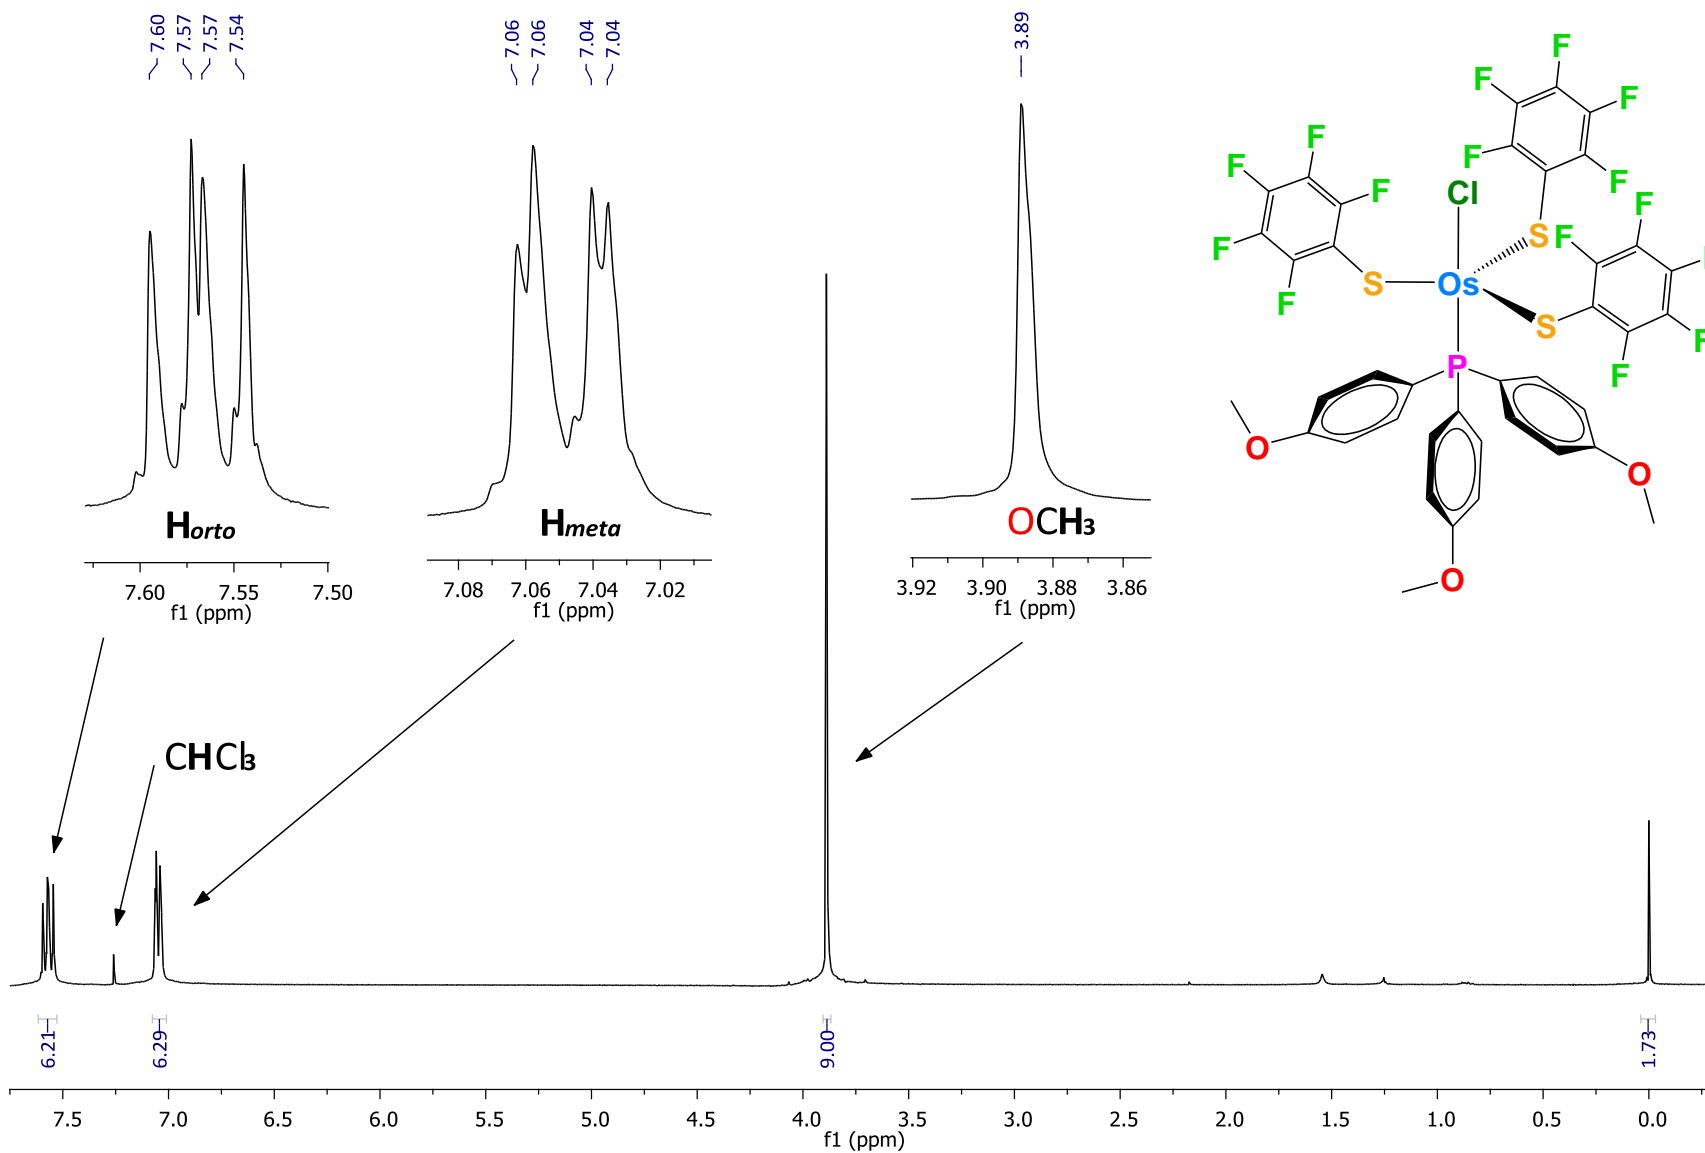 7.60
7.57
7.57
7.54
7.06
7.06
7.04
7.04
3.89
Horto
7.60 7.55 7.50
f1 (ppm)
Hmeta
7.08 7.06 7.04 7.02
f1 (ppm)
OCH3
3.92 3.90 3.88 3.86
f1 (ppm)
F
F
F
F
F
F
F
F
F
F
F
F
F
F
Cl
S
S
S
Os
P
O
O
O
CHCl3
6.21
6.29
9.00
1.73
7.5 7.0 6.5 6.0 5.5 5.0 4.5 4.0 3.5 3.0 2.5 2.0 1.5 1.0 0.5 0.0
f1 (ppm)